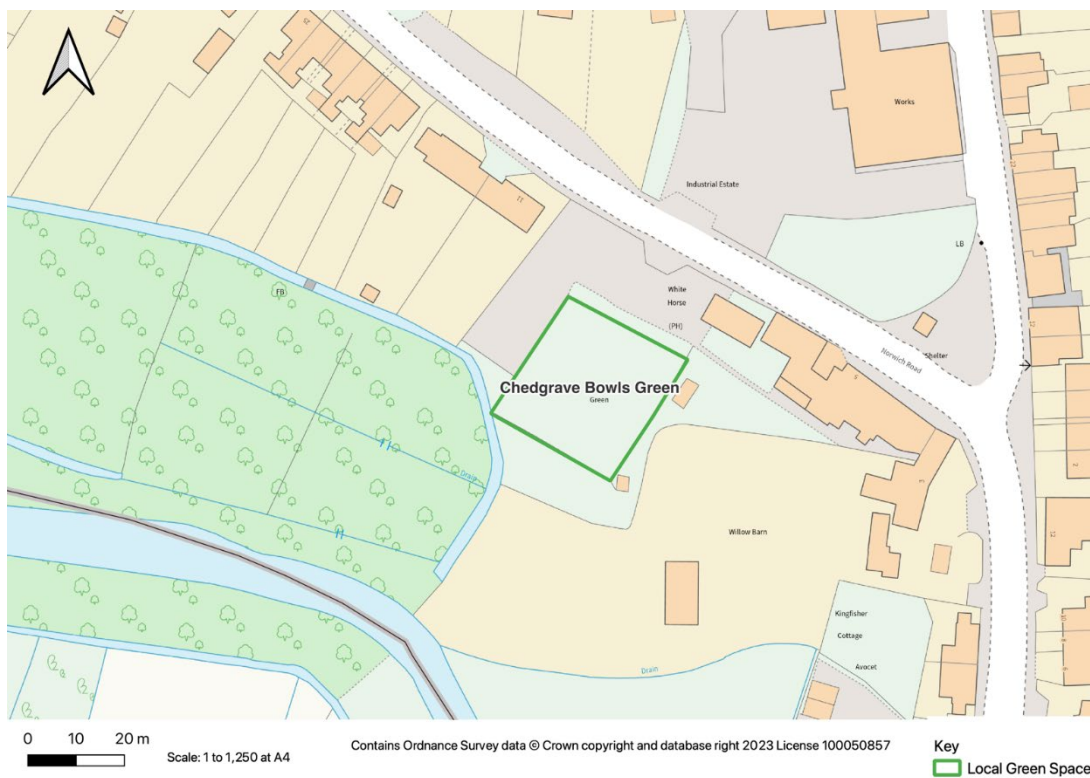 Works
Industrial Estate
LB
FB
White
Horse
(PH)
Shelter
Norwich Road
Chedgrave Bowls Green
Green
Drain
Willow Barn
Kingfisher
Cottage
Avocet
Drain
11
0 10 20 m
Scale: 1 to 1,250 at A4
Contains Ordnance Survey data © Crown copyright and database right 2023 License 100050857
Key
Local Green Space